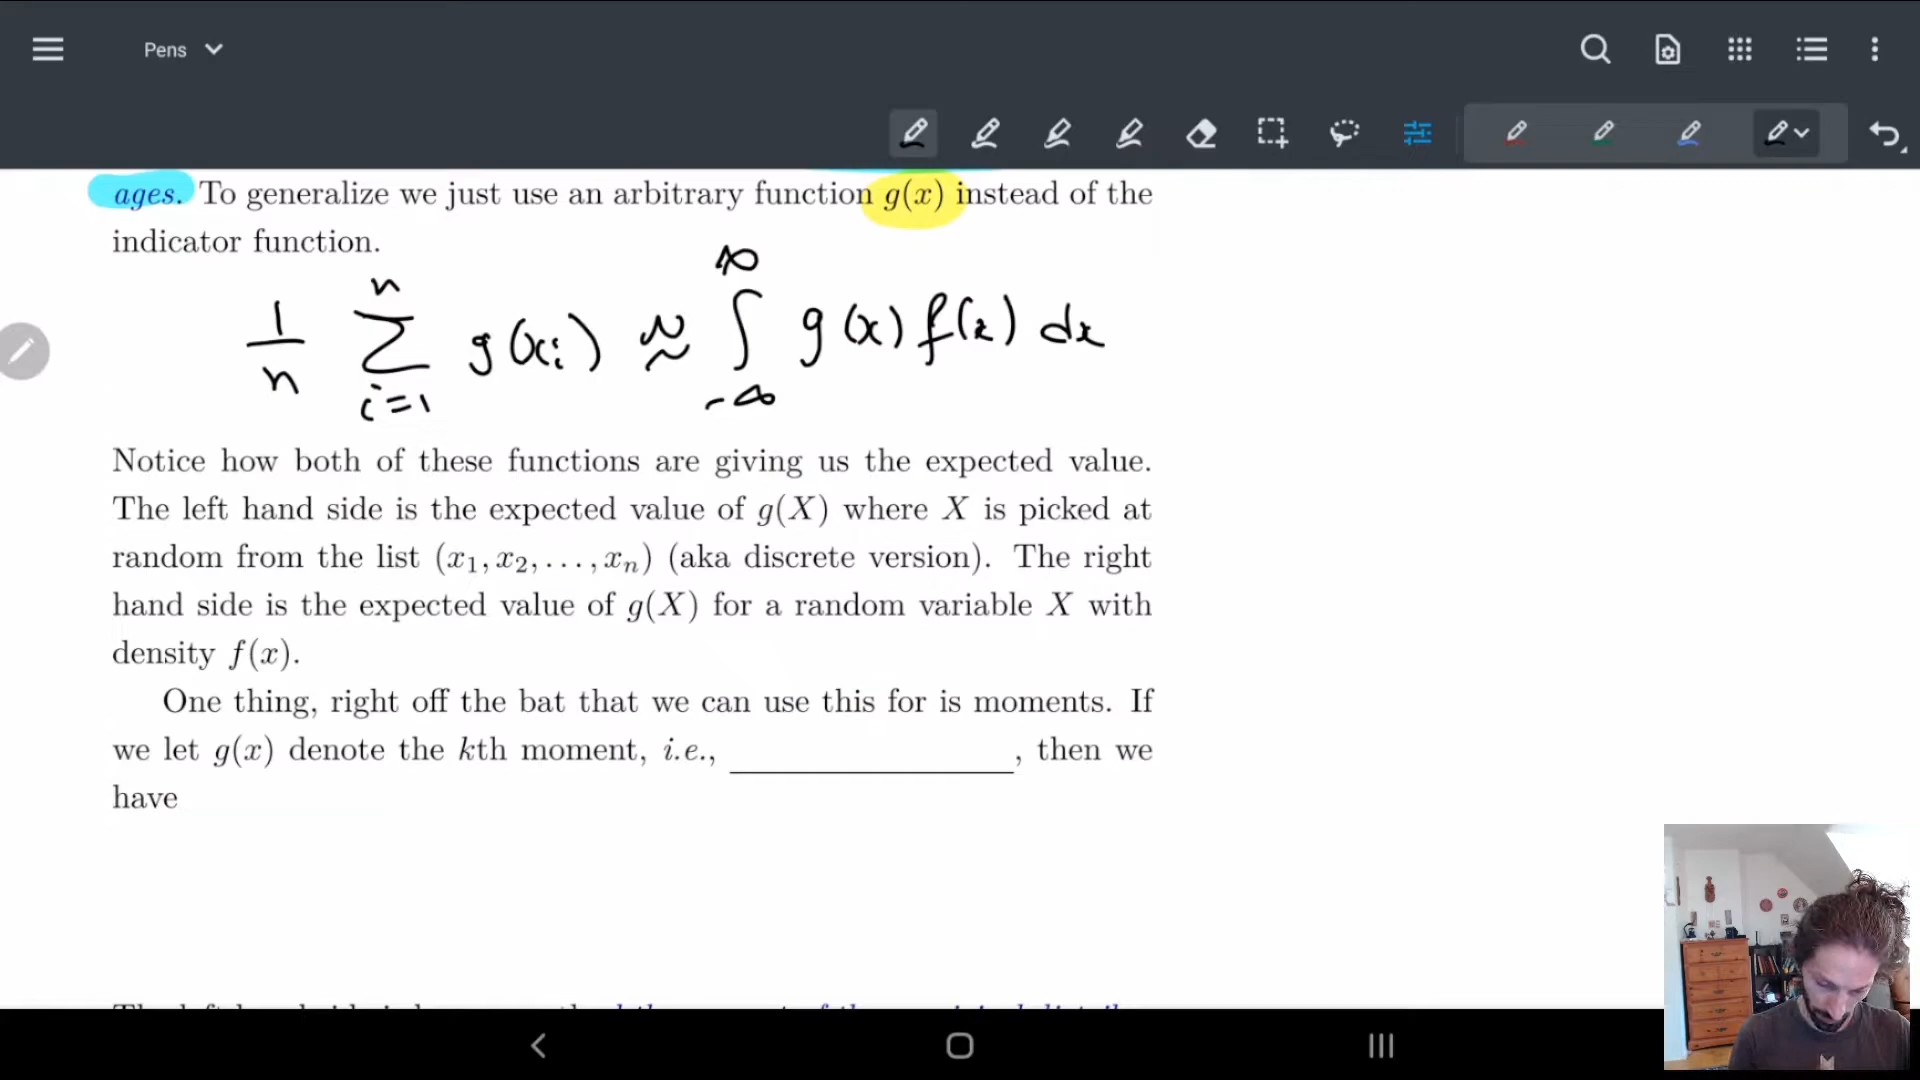 Pens
ages. To generalize we just use an arbitrary function g(x) instead of the
indicator function.
1/n ∑_{i=1}^{n} g(x_i) ≈ ∫_{-∞}^{∞} g(x) f(x) dx
Notice how both of these functions are giving us the expected value.
The left hand side is the expected value of g(X) where X is picked at
random from the list (x₁, x₂, . . . , xₙ) (aka discrete version). The right
hand side is the expected value of g(X) for a random variable X with
density f(x).
One thing, right off the bat that we can use this for is moments. If
we let g(x) denote the kth moment, i.e., ________________, then we
have